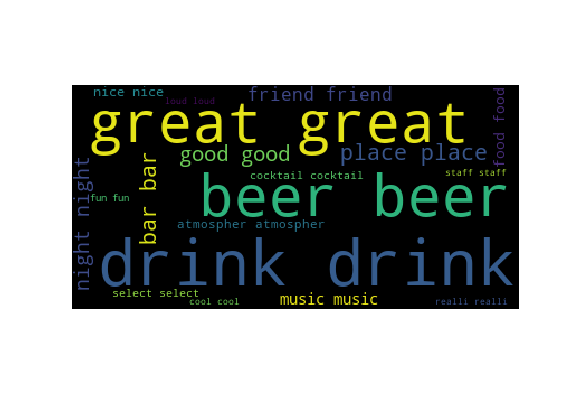 nice nice
loud loud
friend friend
food food
great great
good good
place place
bar bar
night night
cocktail cocktail
staff staff
fun fun
beer beer
atmospher atmospher
drink drink
select select
cool cool
music music
realli realli